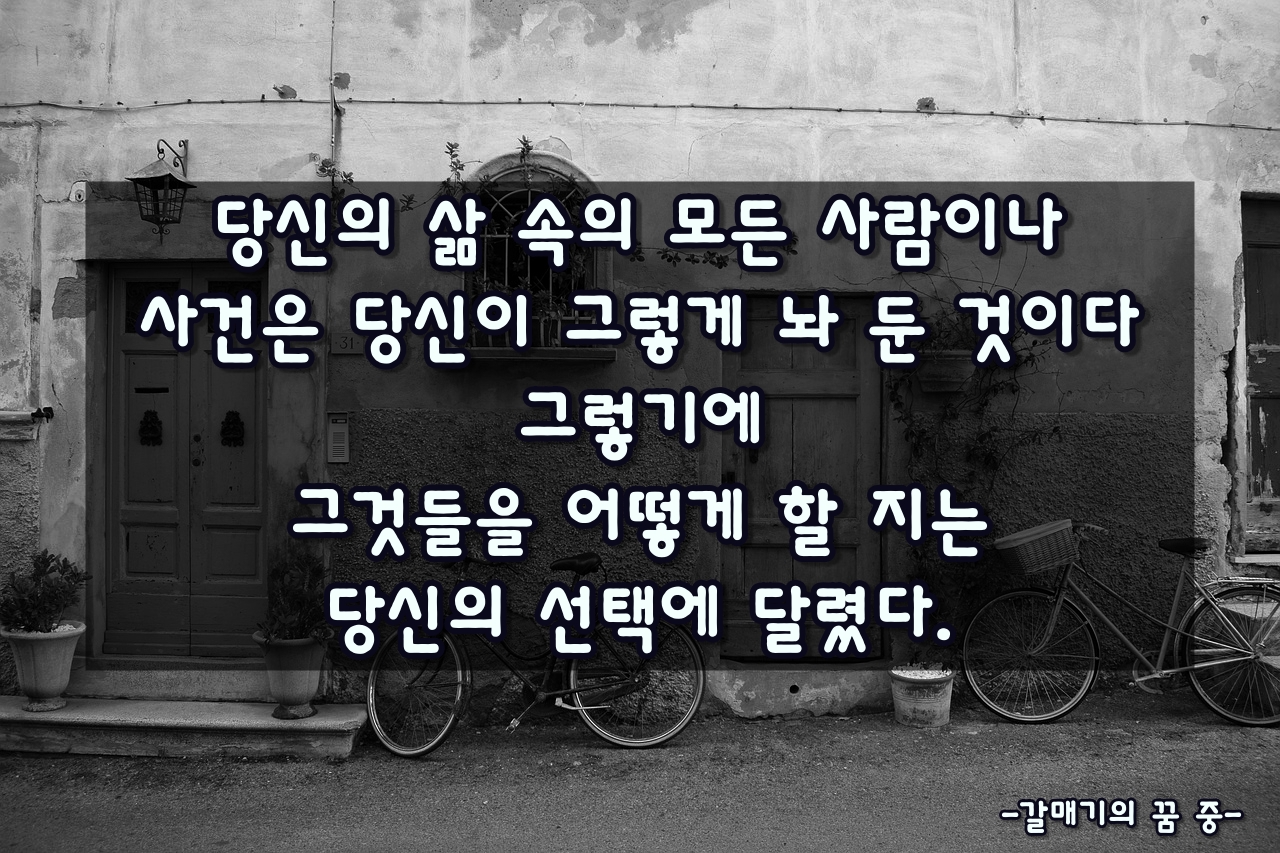 당신의 삶 속의 모든 사람이나
사건은 당신이 그렇게 놔 둔 것이다
그렇기에
그것들을 어떻게 할 지는
당신의 선택에 달렸다.
31
-갈매기의 꿈 중-